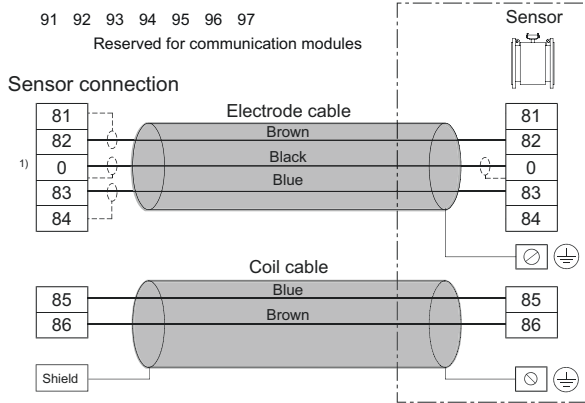 91 92 93 94 95 96 97
Reserved for communication modules
Sensor
Sensor connection
Electrode cable
81
82
1) 0
83
84
Brown
Black
Blue
81
82
0
83
84
Coil cable
85
86
Blue
Brown
85
86
Shield